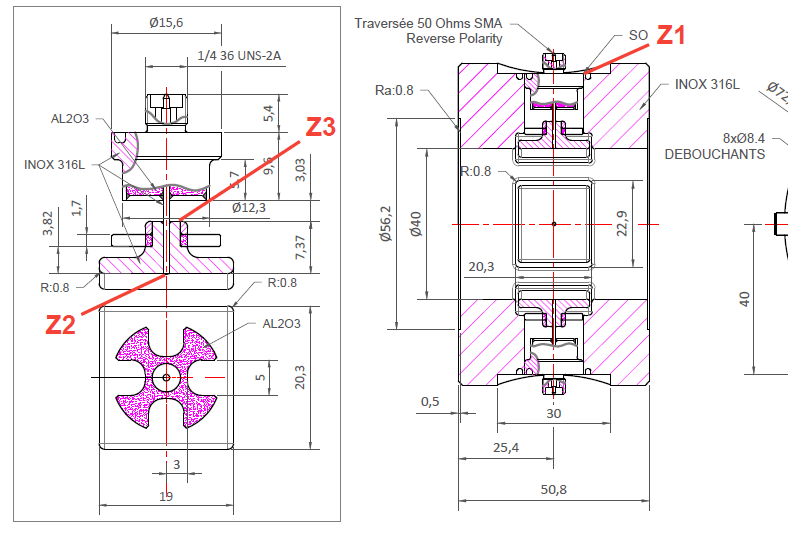 Ø15,6
1/4 36 UNS-2A
AL2O3
5,4
INOX 316L
Z3
9,6
5,7
3,03
Ø12,3
3,82
1,7
7,37
R:0.8
Z2
R:0.8
AL2O3
5
20,3
3
19
Traversée 50 Ohms SMA
Reverse Polarity
SO
Z1
Ra:0.8
INOX 316L
Ø72,
8xØ8.4
DEBOUCHANTS
R:0.8
Ø56,2
Ø40
22,9
20,3
40
0,5
30
25,4
50,8